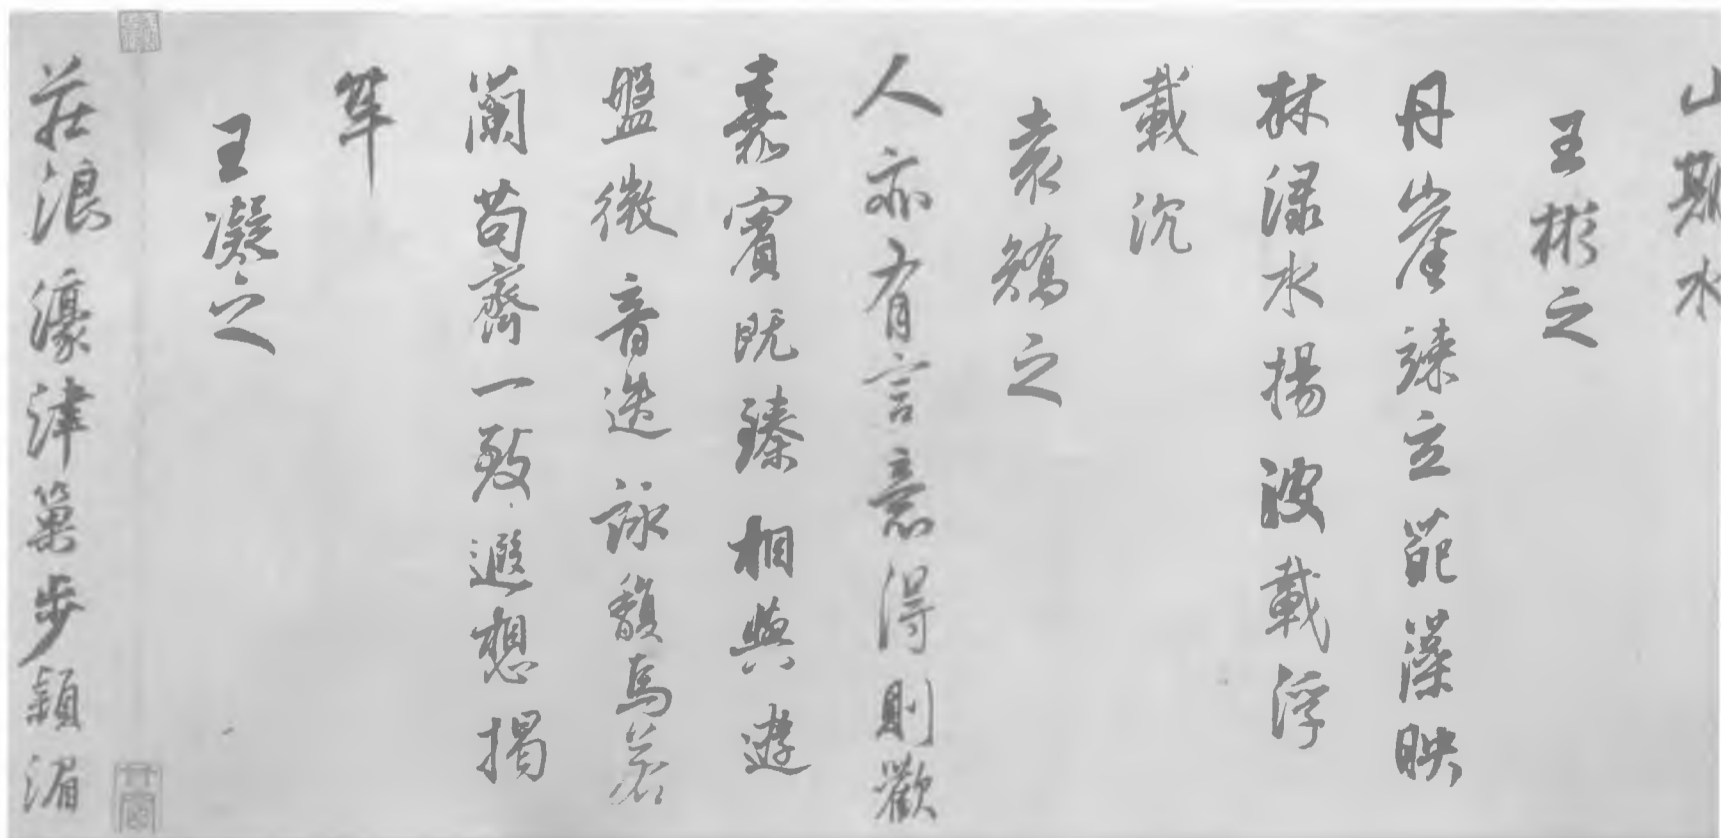 山期水
王彬之
丹崖竦立葩藻映
林渌水揚波載浮
載沉
袁矯之
人亦有言意得則歡
嘉賓既臻相與遊
盤微音迭詠馥焉若
蘭苟齊一致遐想揭
竿
王凝之
莊浪濠津巢步潁湄